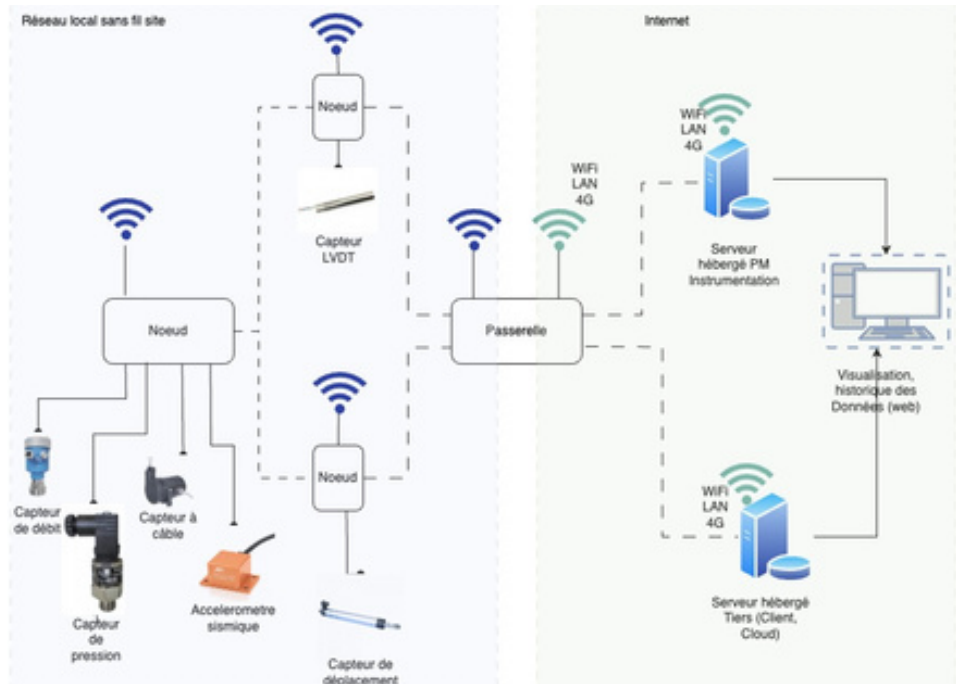 Réseau local sans fil site
Internet
Noeud
WiFi
LAN
4G
WiFi
LAN
4G
Capteur
LVDT
Serveur
hébergé PM
Instrumentation
Noeud
Passerelle
Visualisation,
historique des
Données (web)
Noeud
Capteur
de débit
Capteur à
câble
WiFi
LAN
4G
Capteur
de
pression
Accelerometre
sismique
Serveur hébergé
Tiers (Client,
Cloud)
Capteur de
déplacement